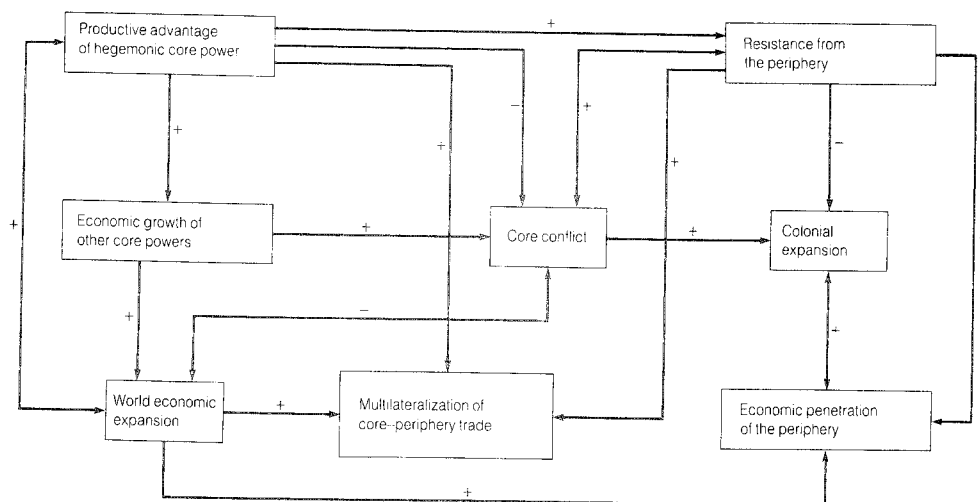 Productive advantage
of hegemonic core power
+
Resistance from
the periphery
−
+
+
+
+
−
+
Economic growth of
other core powers
+
Core conflict
+
Colonial
expansion
+
+
−
+
World economic
expansion
+
Multilateralization of
core--periphery trade
Economic penetration
of the periphery
+